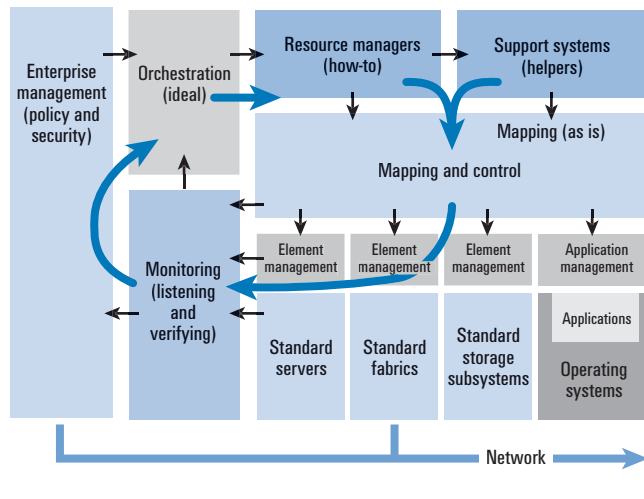 Enterprise
management
(policy and
security)
Orchestration
(ideal)
Resource managers
(how-to)
Support systems
(helpers)
Mapping (as is)
Mapping and control
Monitoring
(listening
and
verifying)
Element
management
Element
management
Element
management
Application
management
Standard
servers
Standard
fabrics
Standard
storage
subsystems
Applications
Operating
systems
Network